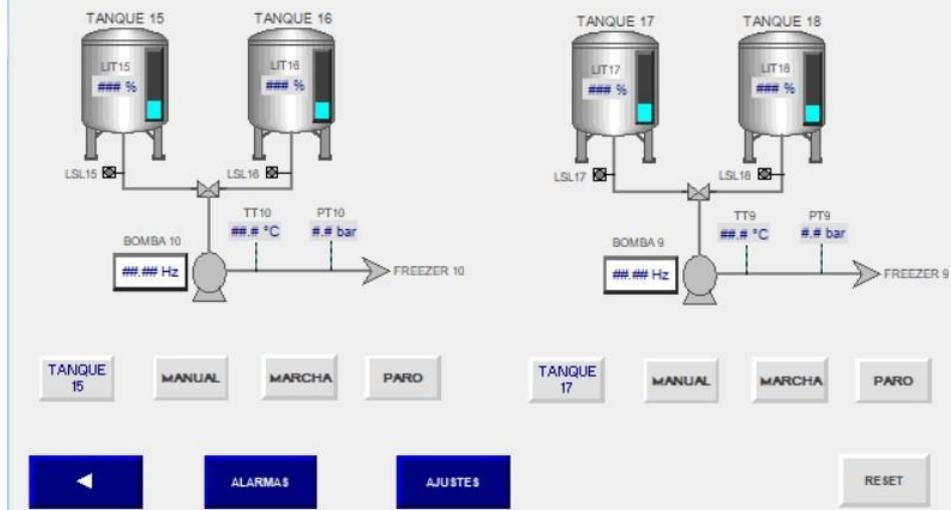 TANQUE 15
TANQUE 16
TANQUE 17
TANQUE 18
LIT15
LIT16
LIT17
LIT18
### %
### %
### %
### %
LSL15
LSL16
LSL17
LSL18
TT10
PT10
TT9
PT9
##.# °C
#.# bar
##.# °C
#.# bar
BOMBA 10
BOMBA 9
##.## Hz
FREEZER 10
##.## Hz
FREEZER 9
TANQUE
15
MANUAL
MARCHA
PARO
TANQUE
17
MANUAL
MARCHA
PARO
ALARMAS
AJUSTES
RESET